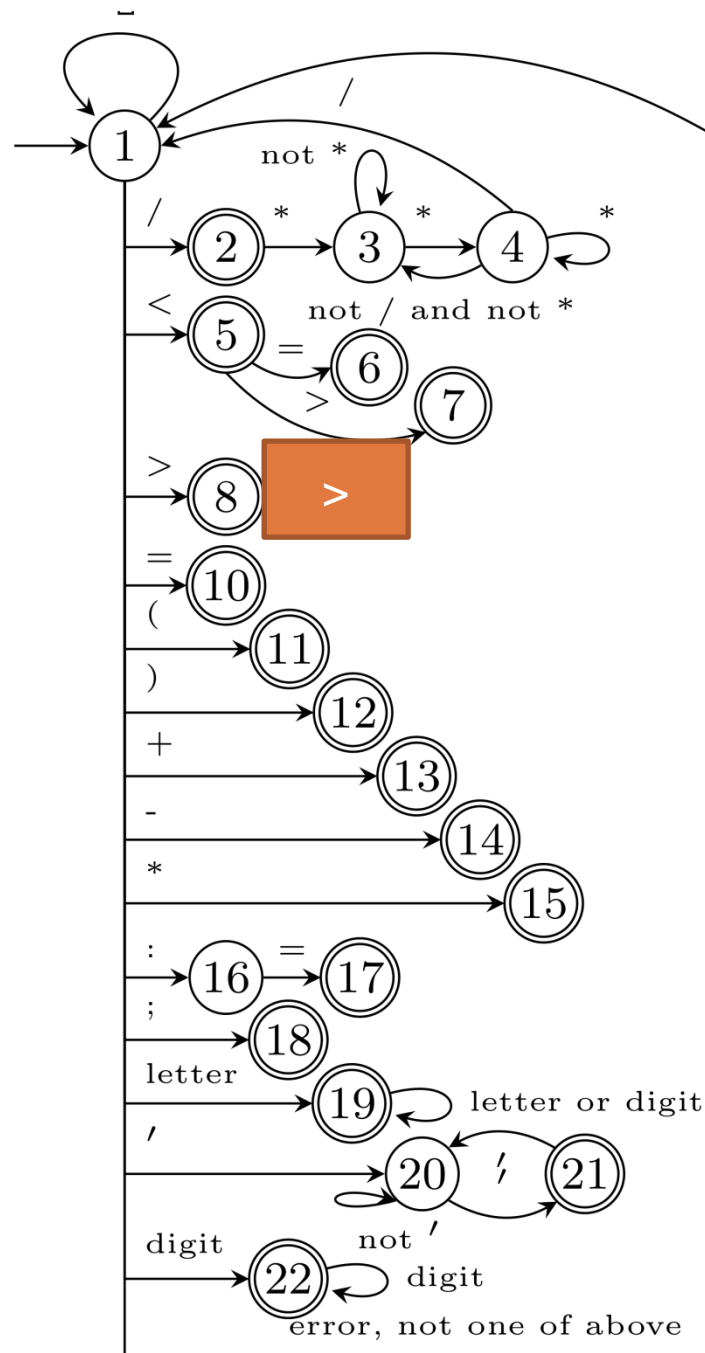 /
1
not *
/ * * *
2 3 4
< not / and not *
5 = 6
> 7
> 8 >
=
10
(
11
)
12
+
13
-
14
*
15
: =
16 17
;
18
letter
19 letter or digit
′ ′
20 ′ 21
not ′
digit
22 digit
error, not one of above